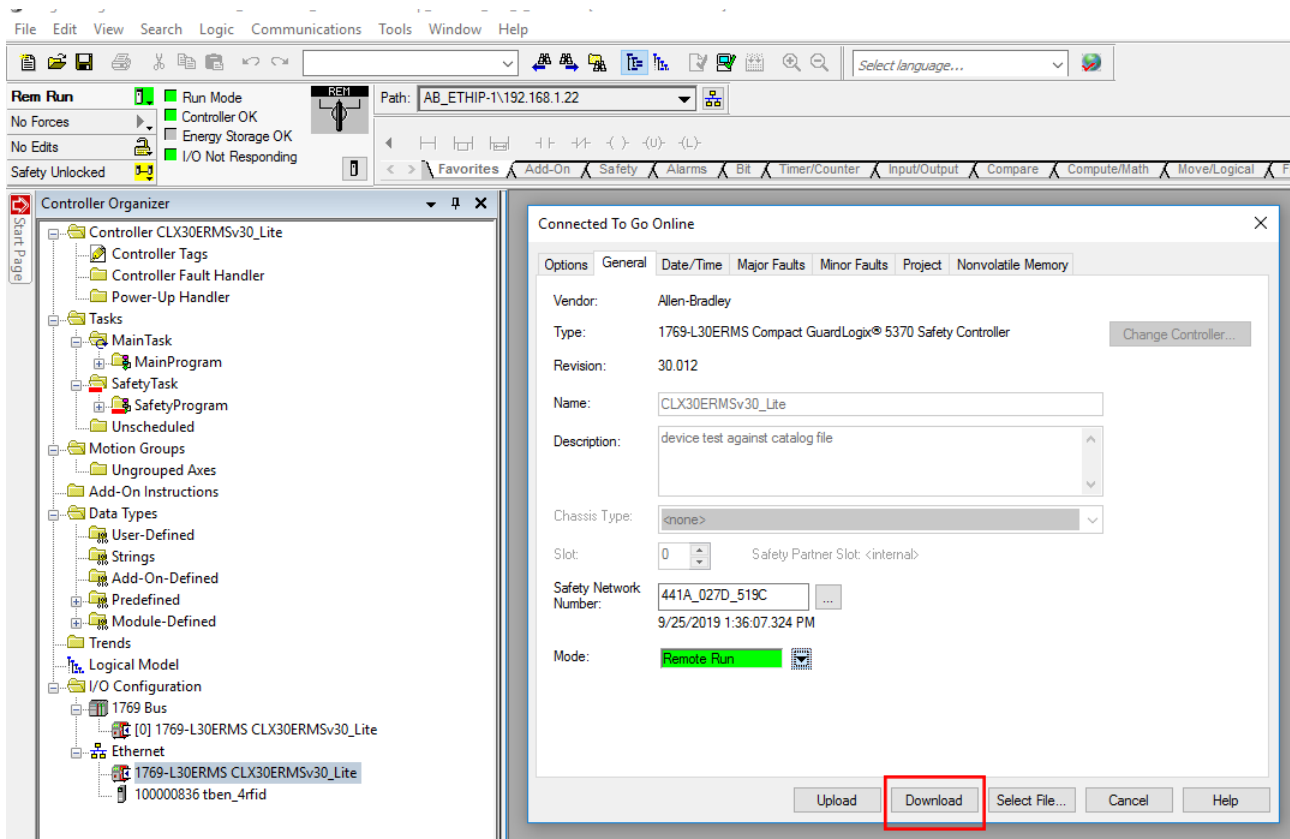 File Edit View Search Logic Communications Tools Window Help
Select language...
Rem Run
No Forces
No Edits
Safety Unlocked
Run Mode
Controller OK
Energy Storage OK
I/O Not Responding
REM
Path: AB_ETHIP-1\192.168.1.22
Favorites Add-On Safety Alarms Bit Timer/Counter Input/Output Compare Compute/Math Move/Logical F
Start Page
Controller Organizer
Controller CLX30ERMSv30_Lite
Controller Tags
Controller Fault Handler
Power-Up Handler
Tasks
MainTask
MainProgram
SafetyTask
SafetyProgram
Unscheduled
Motion Groups
Ungrouped Axes
Add-On Instructions
Data Types
User-Defined
Strings
Add-On-Defined
Predefined
Module-Defined
Trends
Logical Model
I/O Configuration
1769 Bus
[0] 1769-L30ERMS CLX30ERMSv30_Lite
Ethernet
1769-L30ERMS CLX30ERMSv30_Lite
100000836 tben_4rfid
Connected To Go Online
Options General Date/Time Major Faults Minor Faults Project Nonvolatile Memory
Vendor: Allen-Bradley
Type: 1769-L30ERMS Compact GuardLogix® 5370 Safety Controller Change Controller...
Revision: 30.012
Name: CLX30ERMSv30_Lite
Description: device test against catalog file
Chassis Type: <none>
Slot: 0 Safety Partner Slot: <internal>
Safety Network Number: 441A_027D_519C ...
9/25/2019 1:36:07.324 PM
Mode: Remote Run
Upload Download Select File... Cancel Help